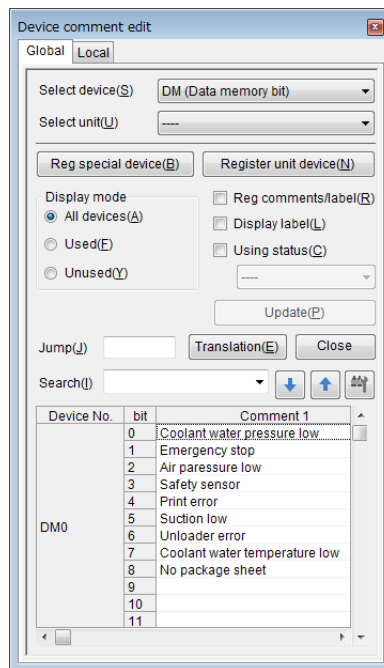 Device comment edit
Global Local
Select device(S) DM (Data memory bit)
Select unit(U) ----
Reg special device(B) Register unit device(N)
Display mode
All devices(A)
Used(F)
Unused(Y)
Reg comments/label(R)
Display label(L)
Using status(C)
----
Update(P)
Jump(J) Translation(E) Close
Search(I)
Device No. bit Comment 1
0 Coolant water pressure low
1 Emergency stop
2 Air paressure low
3 Safety sensor
4 Print error
DM0 5 Suction low
6 Unloader error
7 Coolant water temperature low
8 No package sheet
9
10
11